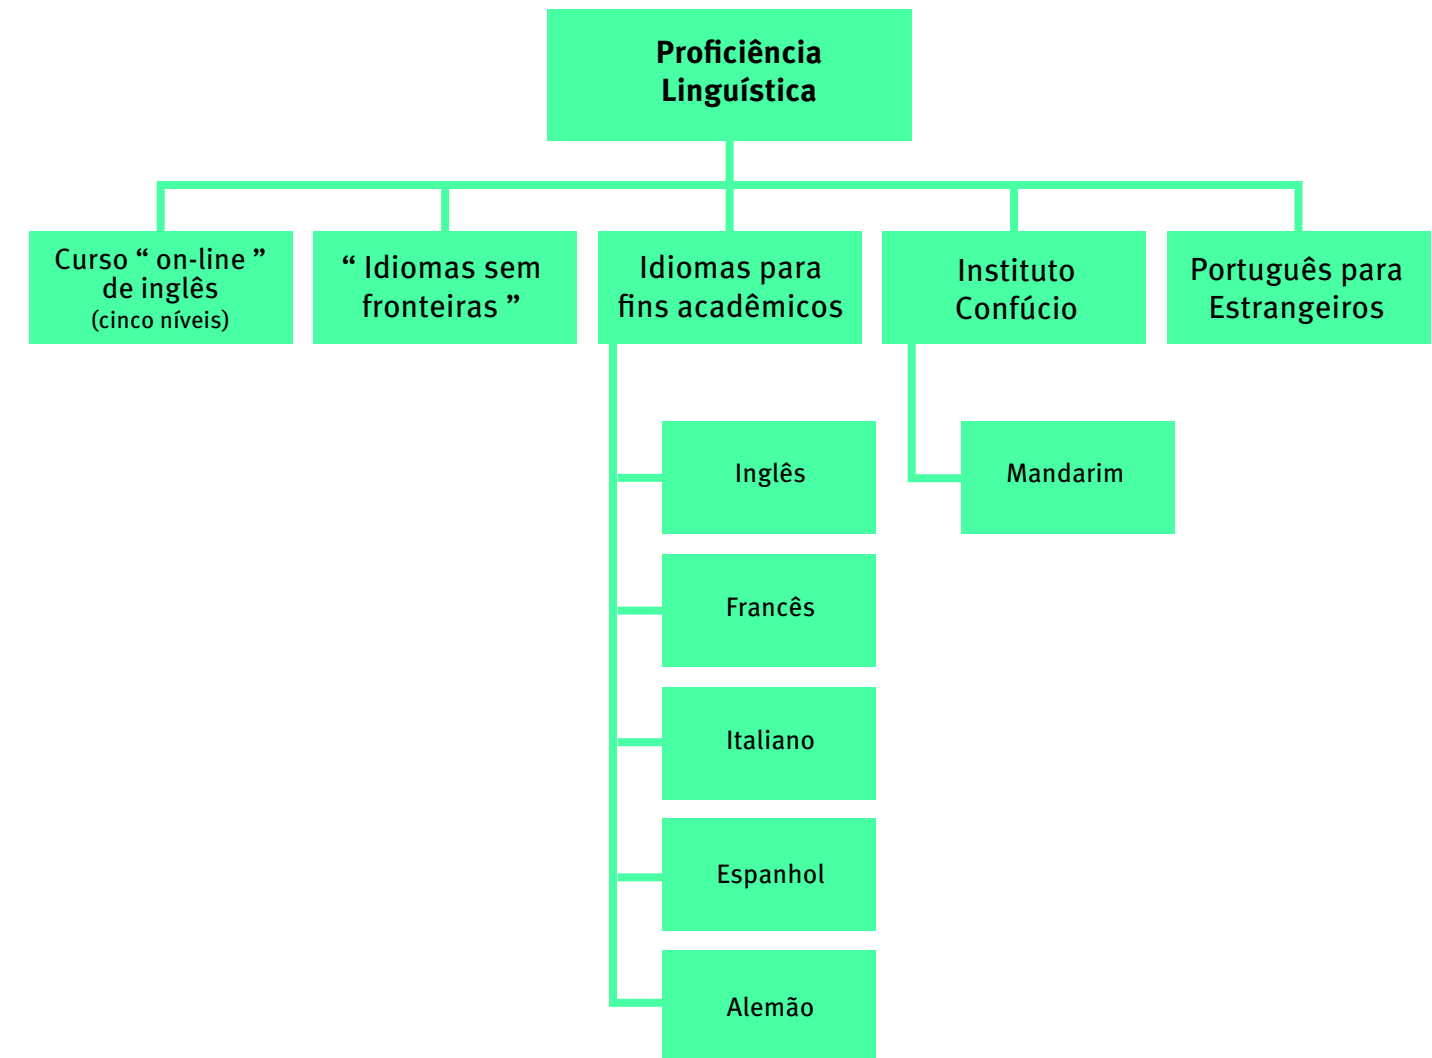 Proficiência
Linguística
Curso “ on-line ”
de inglês
(cinco níveis)
“ Idiomas sem
fronteiras ”
Idiomas para
fins acadêmicos
Instituto
Confúcio
Português para
Estrangeiros
Inglês
Mandarim
Francês
Italiano
Espanhol
Alemão